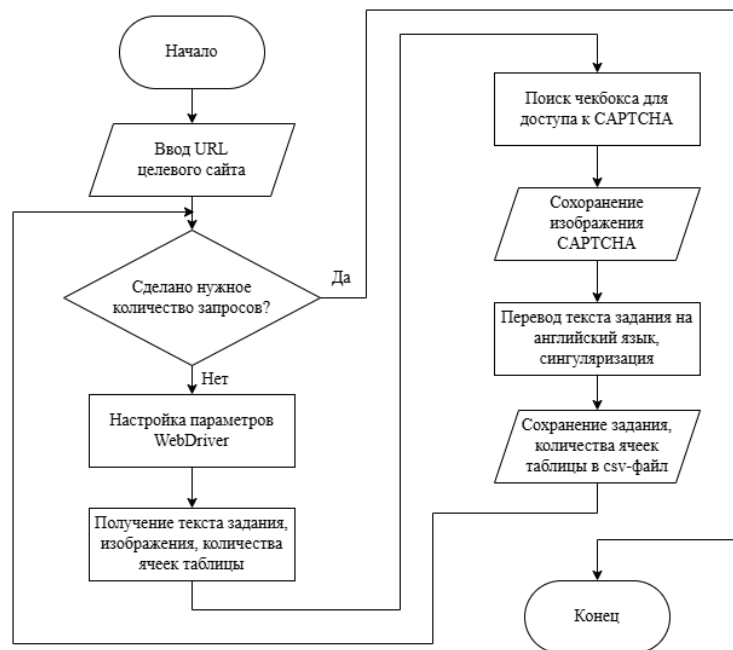 Начало
Ввод URL
целевого сайта
Сделано нужное
количество запросов?
Да
Нет
Настройка параметров
WebDriver
Получение текста задания,
изображения, количества
ячеек таблицы
Поиск чекбокса для
доступа к CAPTCHA
Сохоранение
изображения
CAPTCHA
Перевод текста задания на
английский язык,
сингуляризация
Сохранение задания,
количества ячеек
таблицы в csv-файл
Конец